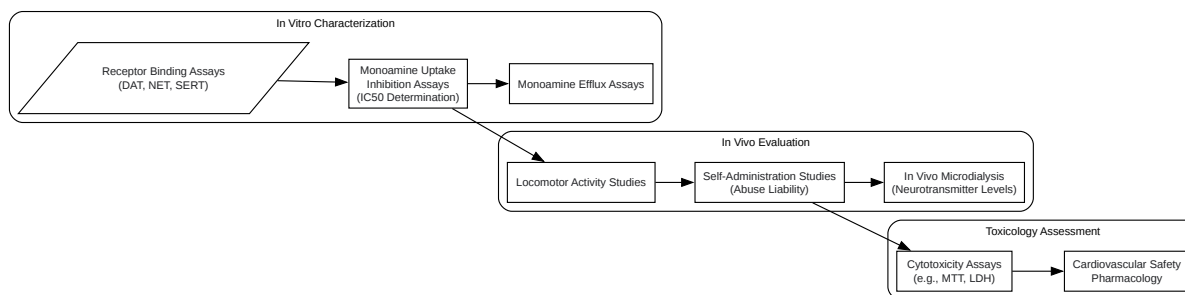 In Vitro Characterization
Receptor Binding Assays
(DAT, NET, SERT)
Monoamine Uptake
Inhibition Assays
(IC50 Determination)
Monoamine Efflux Assays
In Vivo Evaluation
Locomotor Activity Studies
Self-Administration Studies
(Abuse Liability)
In Vivo Microdialysis
(Neurotransmitter Levels)
Toxicology Assessment
Cytotoxicity Assays
(e.g., MTT, LDH)
Cardiovascular Safety
Pharmacology